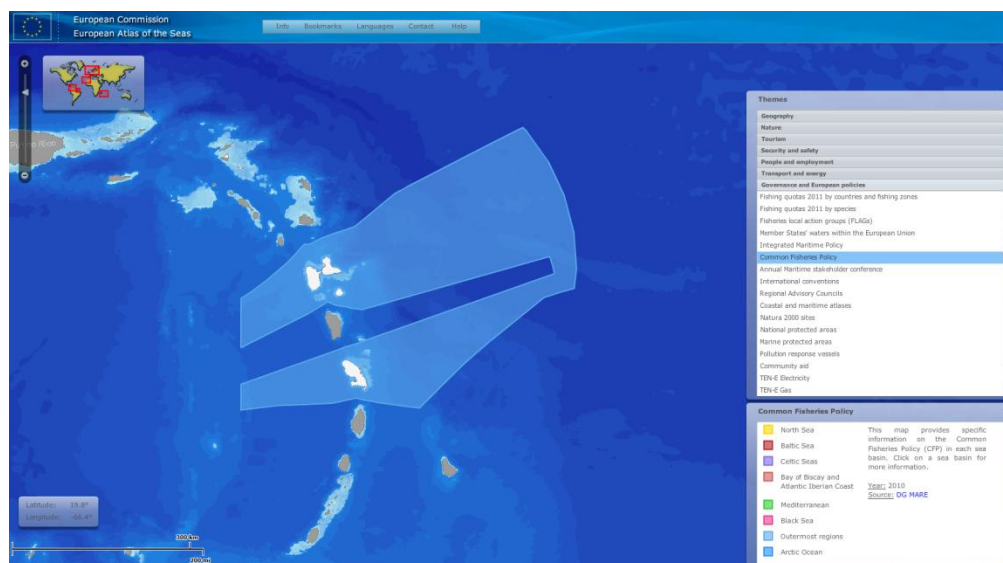 European Commission
European Atlas of the Seas
Info Bookmarks Languages Contact Help
Themes
Geography
Nature
Tourism
Security and safety
People and employment
Transport and energy
Governance and European policies
Fishing quotas 2011 by countries and fishing zones
Fishing quotas 2011 by species
Fisheries local action groups (FLAGs)
Member States' waters within the European Union
Integrated Maritime Policy
Common Fisheries Policy
Annual Maritime stakeholder conference
International conventions
Regional Advisory Councils
Coastal and maritime atlases
Natura 2000 sites
National protected areas
Marine protected areas
Pollution response vessels
Community aid
TEN-E Electricity
TEN-E Gas
Common Fisheries Policy
North Sea
Baltic Sea
Celtic Seas
Bay of Biscay and
Atlantic Iberian Coast
Mediterranean
Black Sea
Outermost regions
Arctic Ocean
This map provides specific
information on the Common
Fisheries Policy (CFP) in each sea
basin. Click on a sea basin for
more information.
Year: 2010
Source: DG MARE
Latitude: 19.8°
Longitude: -66.4°
300 km
200 mi